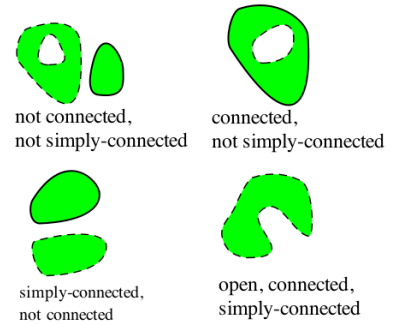 not connected,
not simply-connected
connected,
not simply-connected
simply-connected,
not connected
open, connected,
simply-connected